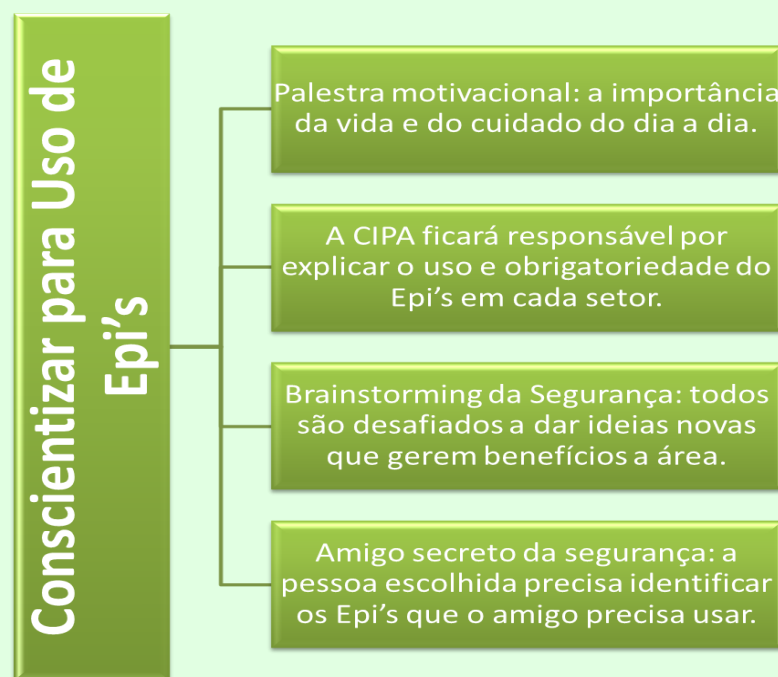 Conscientizar para Uso de
Epi’s
Palestra motivacional: a importância
da vida e do cuidado do dia a dia.
A CIPA ficará responsável por
explicar o uso e obrigatoriedade do
Epi’s em cada setor.
Brainstorming da Segurança: todos
são desafiados a dar ideias novas
que gerem benefícios a área.
Amigo secreto da segurança: a
pessoa escolhida precisa identificar
os Epi’s que o amigo precisa usar.